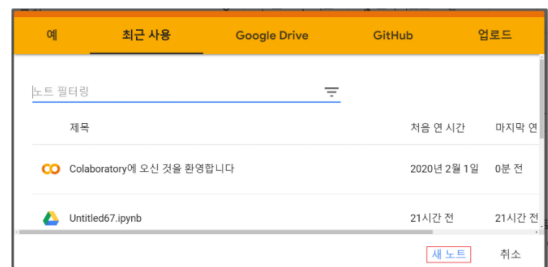 예 최근 사용 Google Drive GitHub 업로드
노트 필터링
제목 처음 연 시간 마지막 연
Colaboratory에 오신 것을 환영합니다 2020년 2월 1일 0분 전
Untitled67.ipynb 21시간 전 21시간 전
새 노트 취소